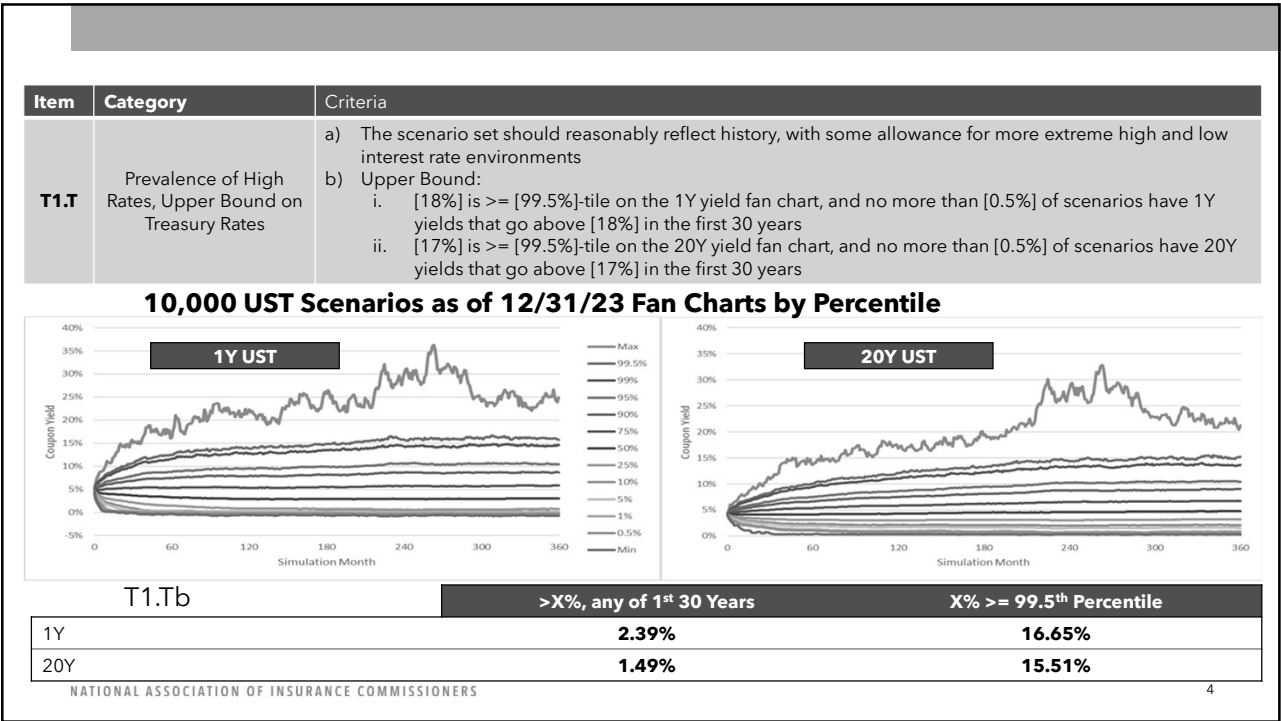 Item Category Criteria
T1.T
Prevalence of High
Rates, Upper Bound on
Treasury Rates
a) The scenario set should reasonably reflect history, with some allowance for more extreme high and low
interest rate environments
b) Upper Bound:
i. [18%] is >= [99.5%]-tile on the 1Y yield fan chart, and no more than [0.5%] of scenarios have 1Y
yields that go above [18%] in the first 30 years
ii. [17%] is >= [99.5%]-tile on the 20Y yield fan chart, and no more than [0.5%] of scenarios have 20Y
yields that go above [17%] in the first 30 years
10,000 UST Scenarios as of 12/31/23 Fan Charts by Percentile
1Y UST
Coupon Yield
40%
35%
30%
25%
20%
15%
10%
5%
0%
-5%
0 60 120 180 240 300 360
Simulation Month
Max
99.5%
99%
95%
90%
75%
50%
25%
10%
5%
1%
0.5%
Min
20Y UST
Coupon Yield
40%
35%
30%
25%
20%
15%
10%
5%
0%
0 60 120 180 240 300 360
Simulation Month
T1.Tb >X%, any of 1st 30 Years X% >= 99.5th Percentile
1Y 2.39% 16.65%
20Y 1.49% 15.51%
NATIONAL ASSOCIATION OF INSURANCE COMMISSIONERS 4